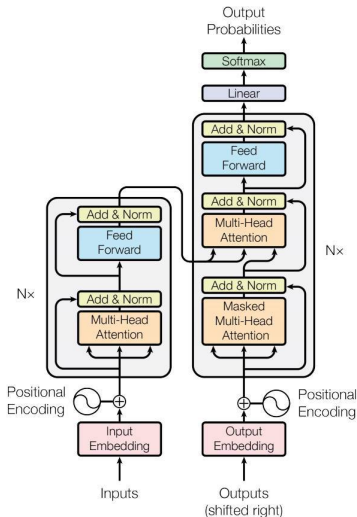 Output
Probabilities
Softmax
Linear
Add & Norm
Feed
Forward
Add & Norm
Multi-Head
Attention
Add & Norm
Masked
Multi-Head
Attention
N×
Positional
Encoding
Output
Embedding
Outputs
(shifted right)
Add & Norm
Feed
Forward
N×
Add & Norm
Multi-Head
Attention
Positional
Encoding
Input
Embedding
Inputs